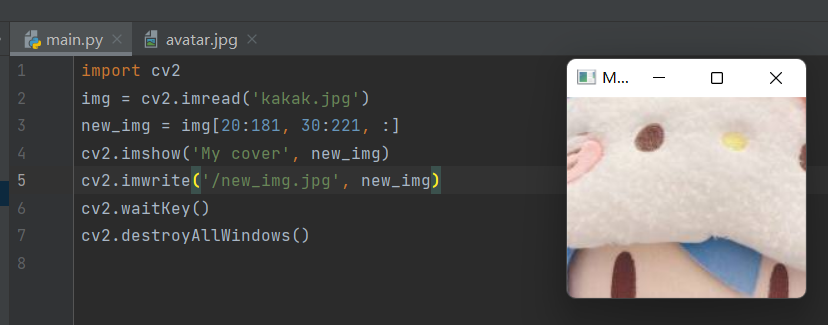 main.py avatar.jpg
1 import cv2
2 img = cv2.imread('kakak.jpg')
3 new_img = img[20:181, 30:221, :]
4 cv2.imshow('My cover', new_img)
5 cv2.imwrite('/new_img.jpg', new_img)
6 cv2.waitKey()
7 cv2.destroyAllWindows()
8
M...